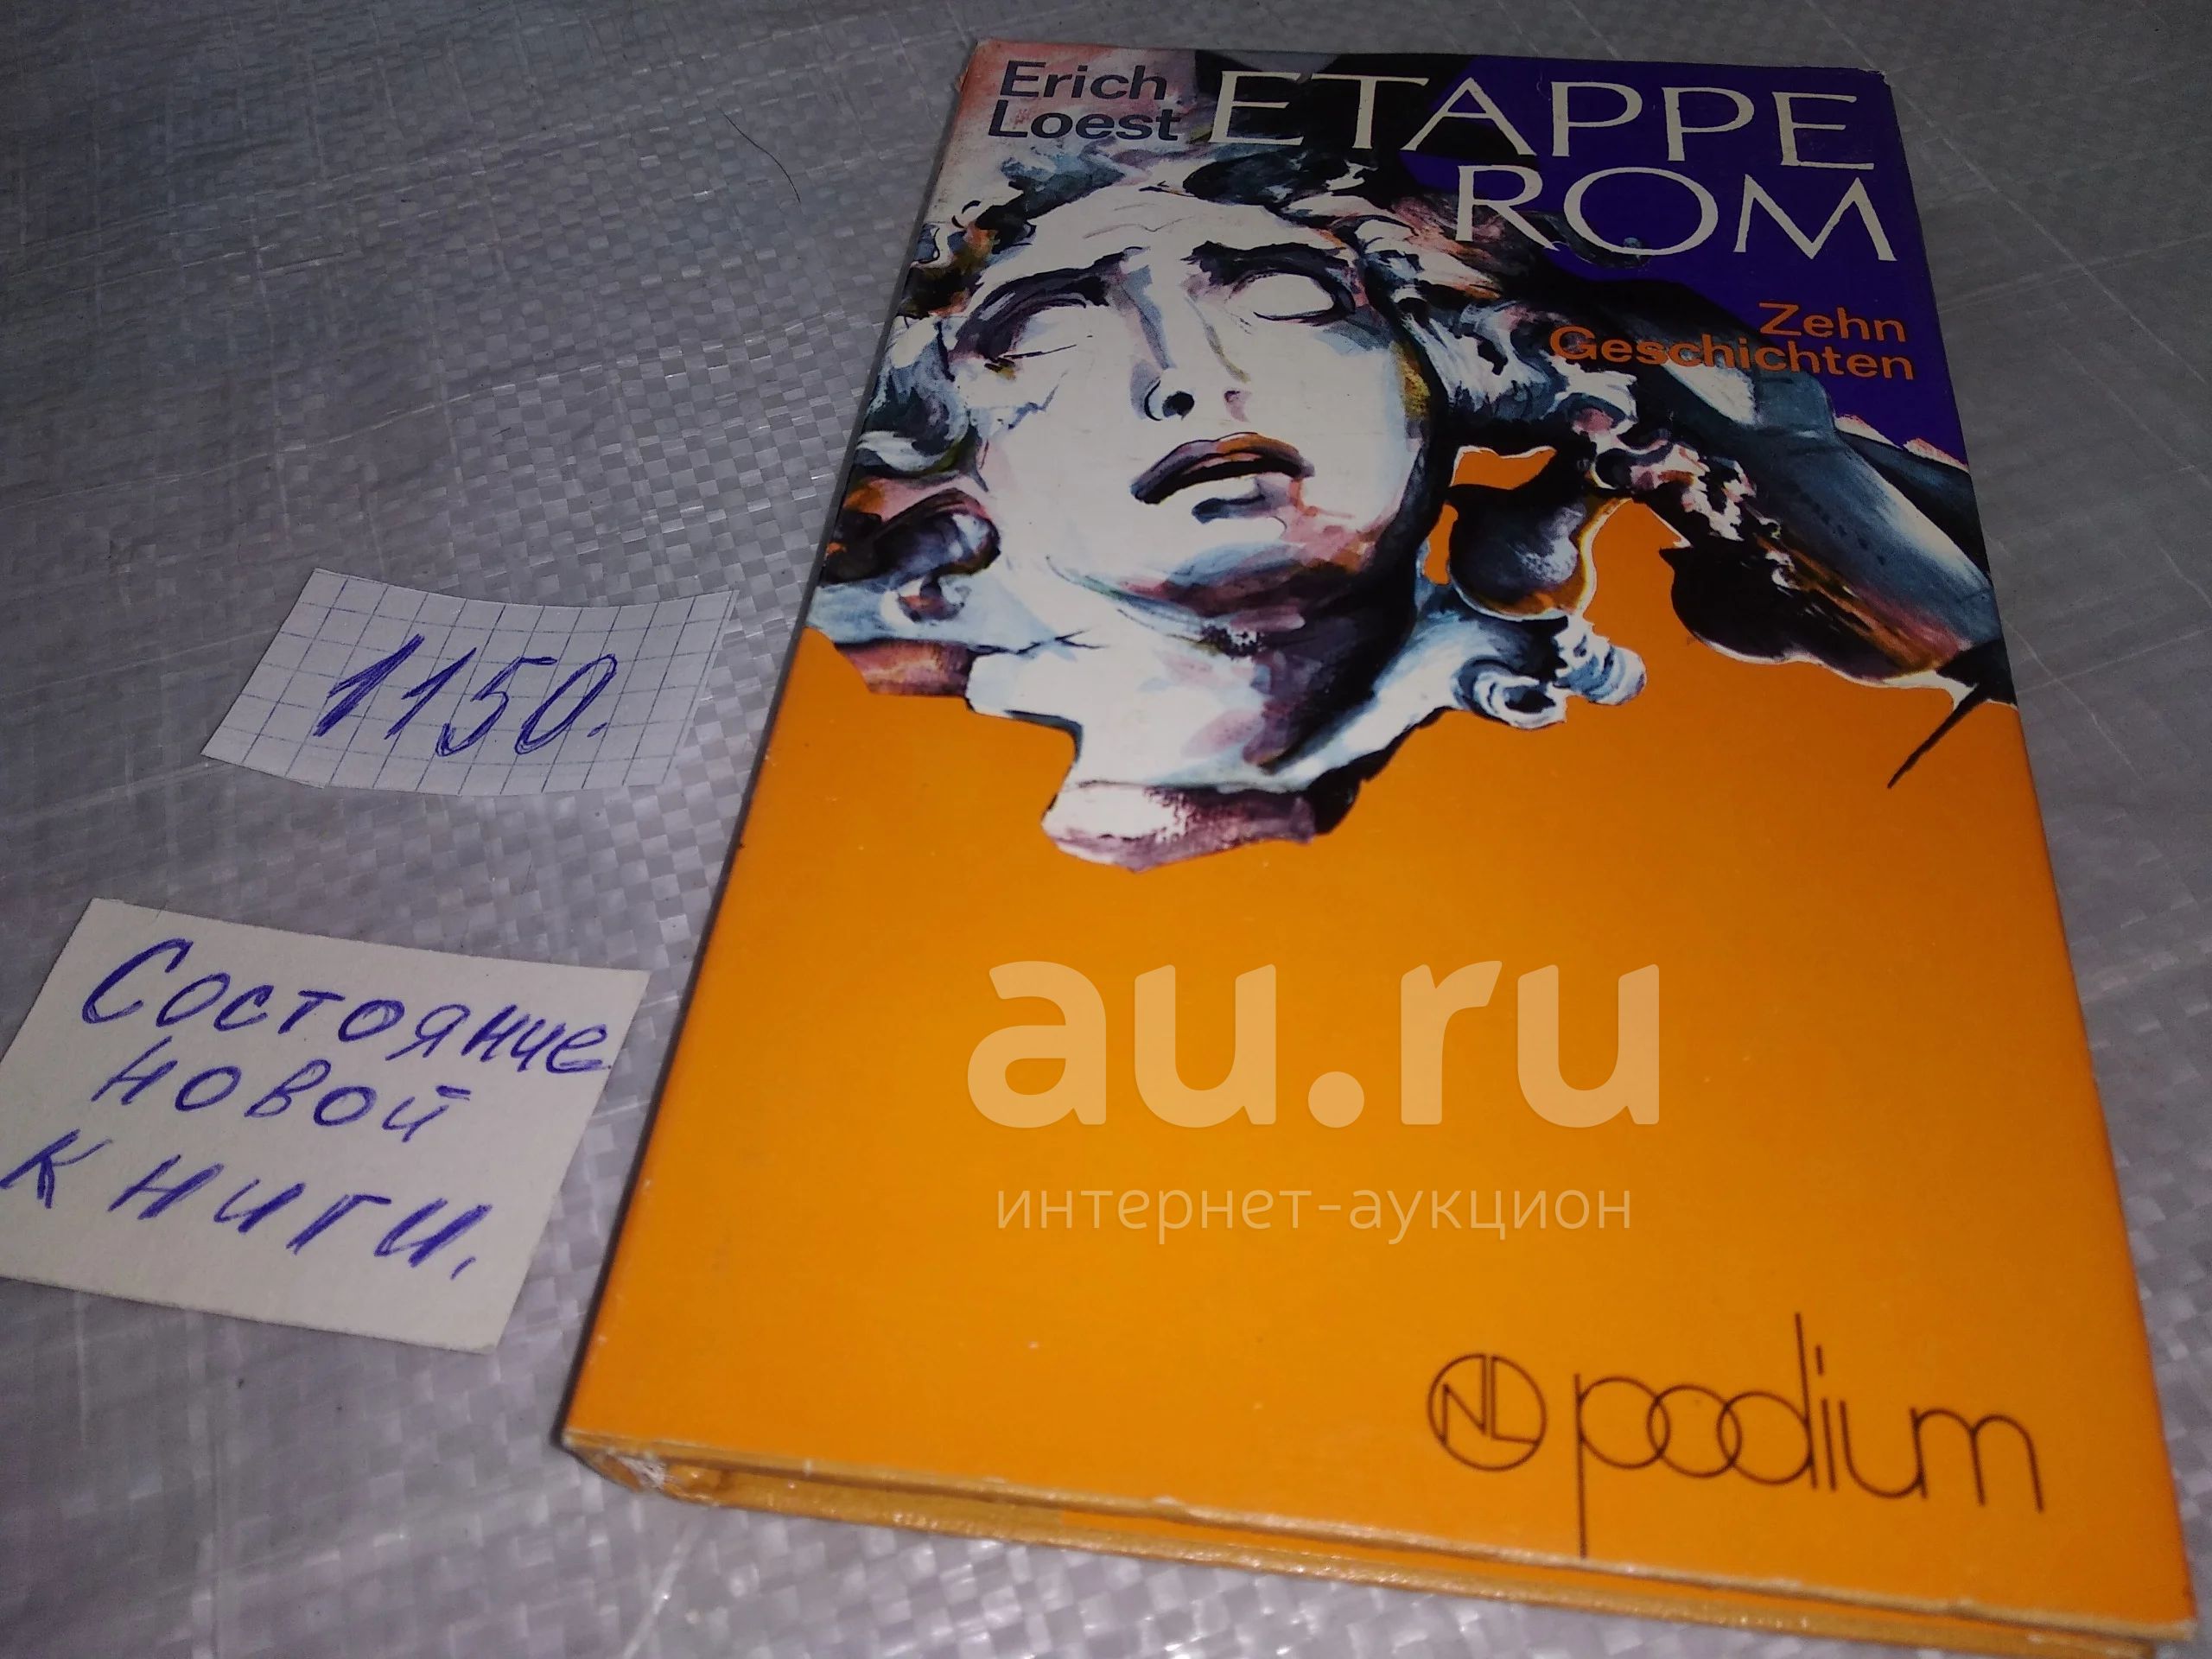 Erich
Loest
ETAPPE
ROM
Zehn
Geschichten
1150.
Состояние
новой
книги.
au.ru
интернет-аукцион
NL podium